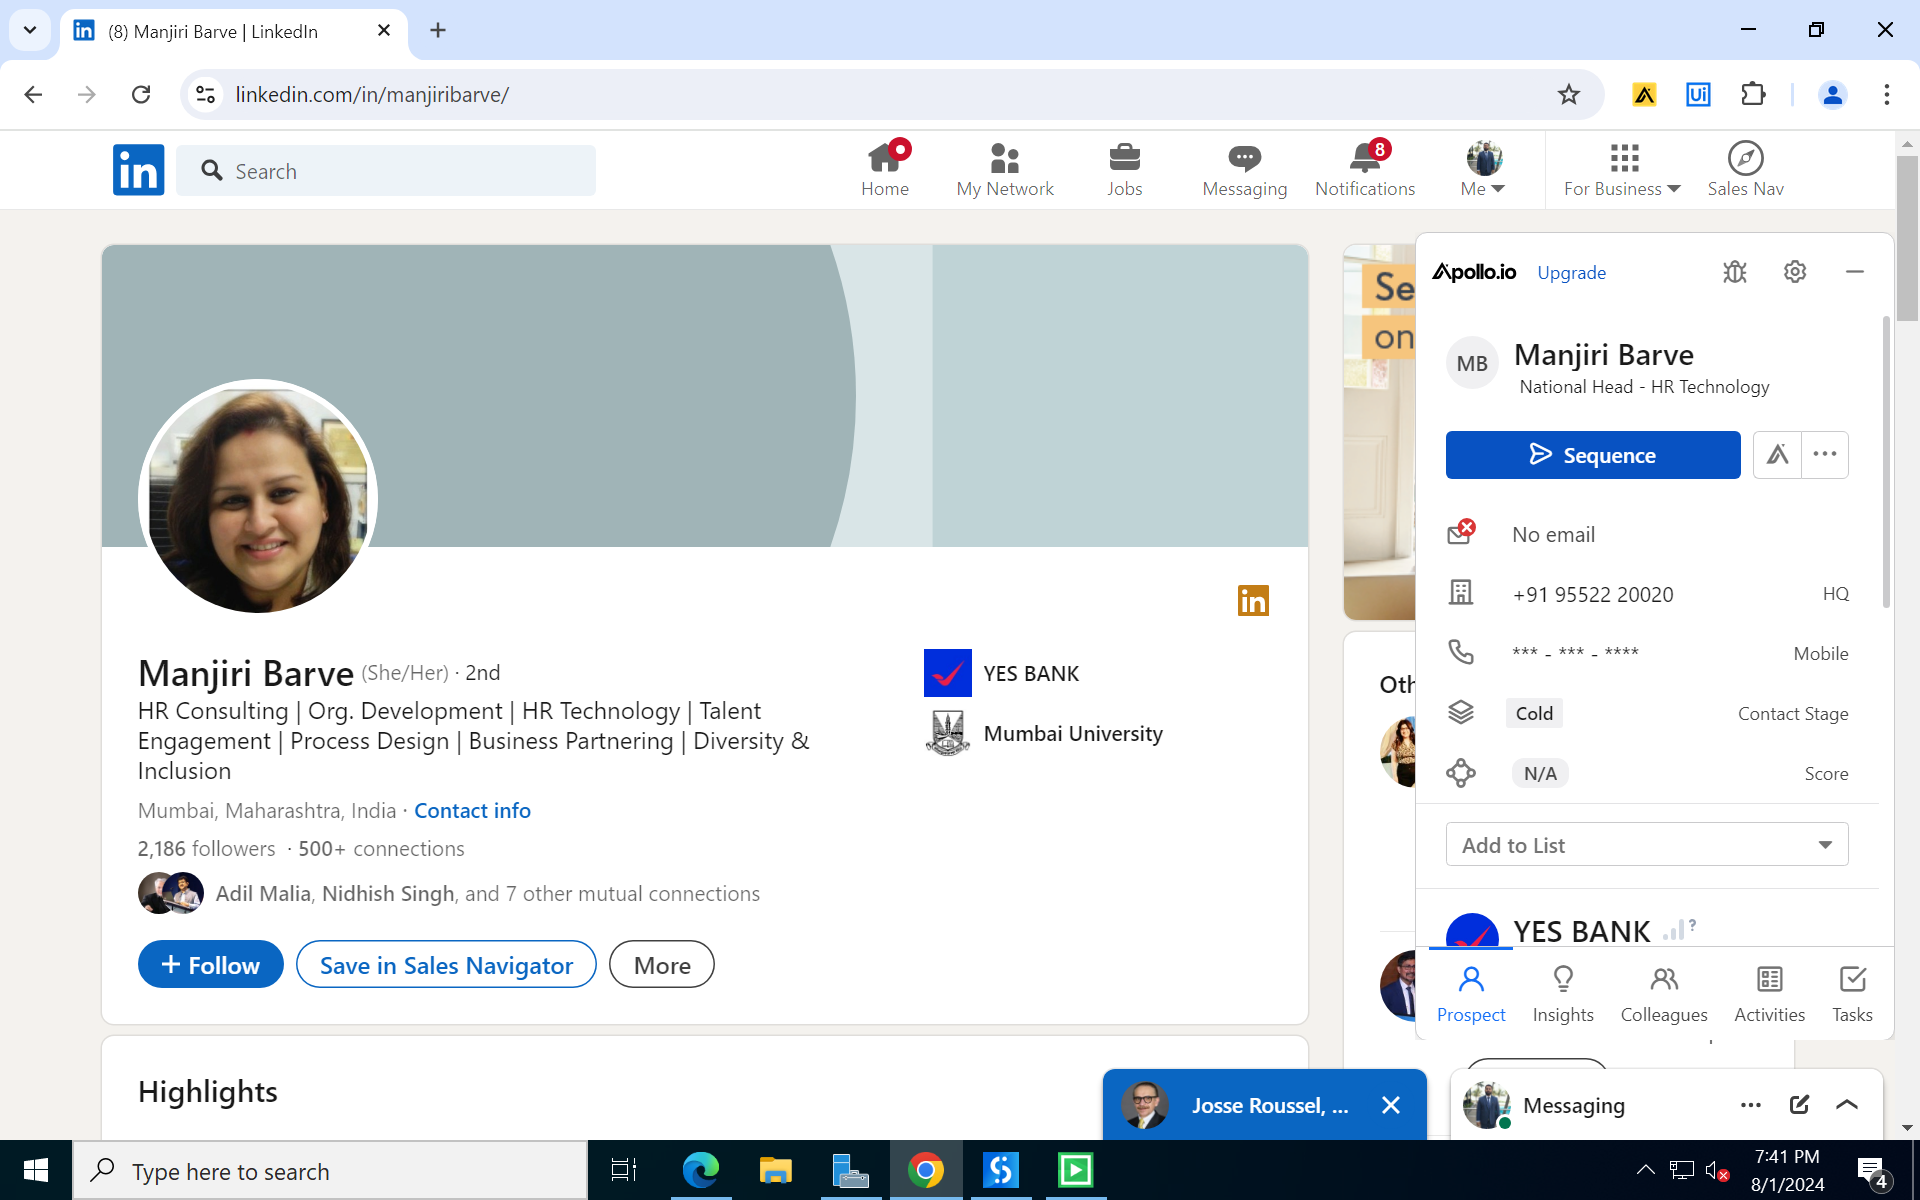 (8) Manjiri Barve | LinkedIn
linkedin.com/in/manjiribarve/
Ui
in
Search
Home
My Network
Jobs
Messaging
8
Notifications
Me
For Business
Sales Nav
Se
on
Apollo.io
Upgrade
MB
Manjiri Barve
National Head - HR Technology
Sequence
No email
+91 95522 20020
HQ
*** - *** - ****
Mobile
Cold
Contact Stage
N/A
Score
Add to List
YES BANK
?
Prospect
Insights
Colleagues
Activities
Tasks
in
Manjiri Barve (She/Her) · 2nd
HR Consulting | Org. Development | HR Technology | Talent
Engagement | Process Design | Business Partnering | Diversity &
Inclusion
Mumbai, Maharashtra, India · Contact info
2,186 followers · 500+ connections
Adil Malia, Nidhish Singh, and 7 other mutual connections
YES BANK
Mumbai University
+ Follow
Save in Sales Navigator
More
Oth
Highlights
Josse Roussel, ...
Messaging
Type here to search
7:41 PM
8/1/2024
4